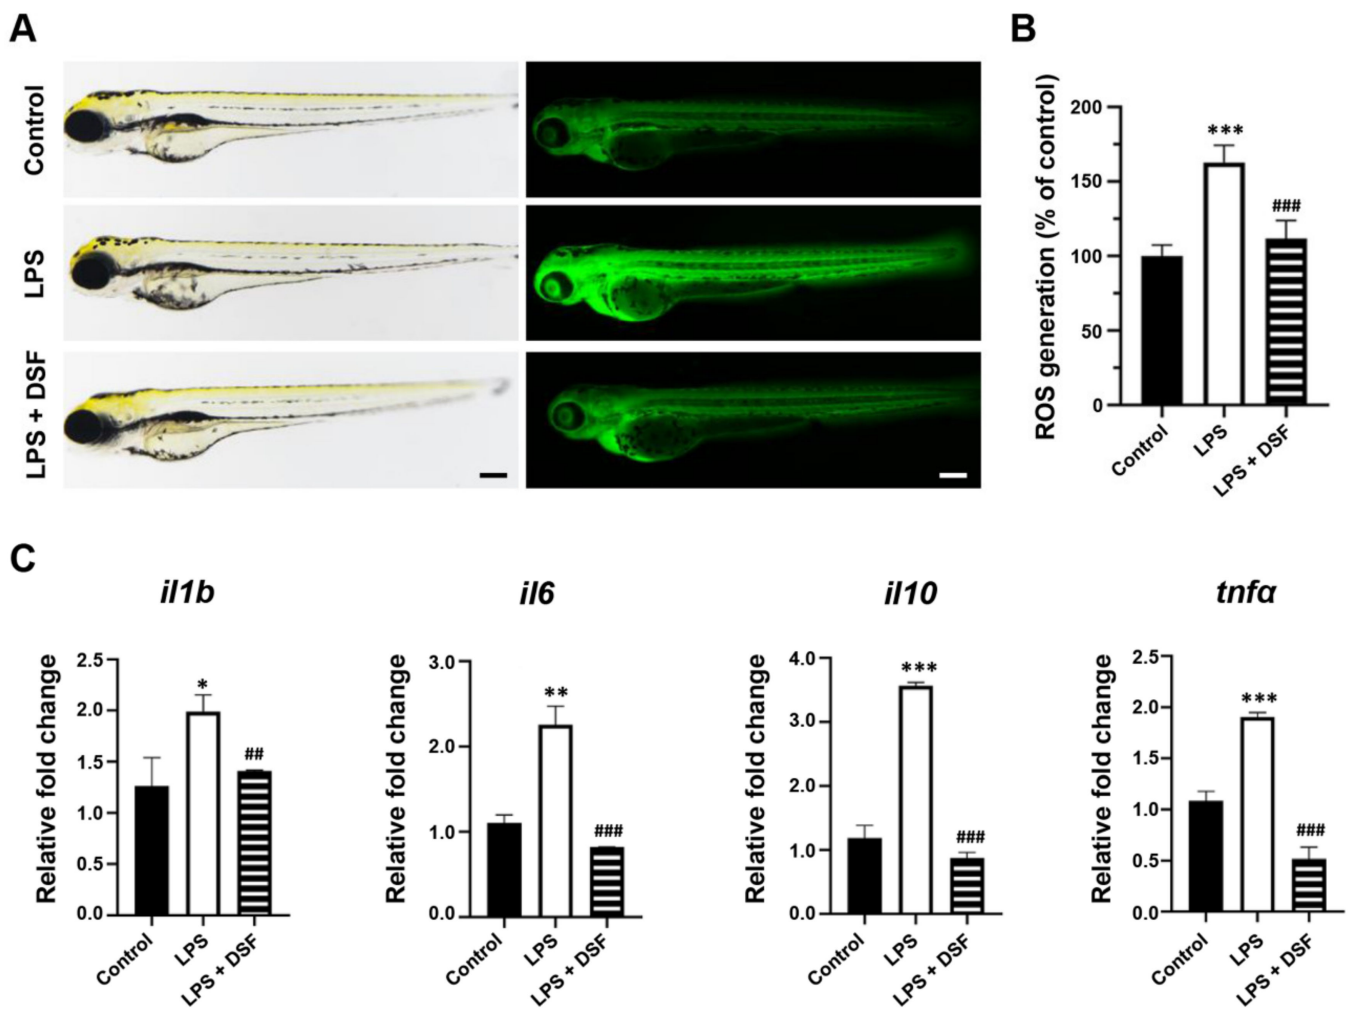 A
Control
LPS
LPS + DSF
B
ROS generation (% of control)
200
150
100
50
0
***
###
Control
LPS
LPS + DSF
C
il1b
Relative fold change
2.5
2.0
1.5
1.0
0.5
0.0
*
##
Control
LPS
LPS + DSF
il6
Relative fold change
3.0
2.0
1.0
0.0
**
###
Control
LPS
LPS + DSF
il10
Relative fold change
4.0
3.0
2.0
1.0
0.0
***
###
Control
LPS
LPS + DSF
tnfα
Relative fold change
2.5
2.0
1.5
1.0
0.5
0.0
***
###
Control
LPS
LPS + DSF